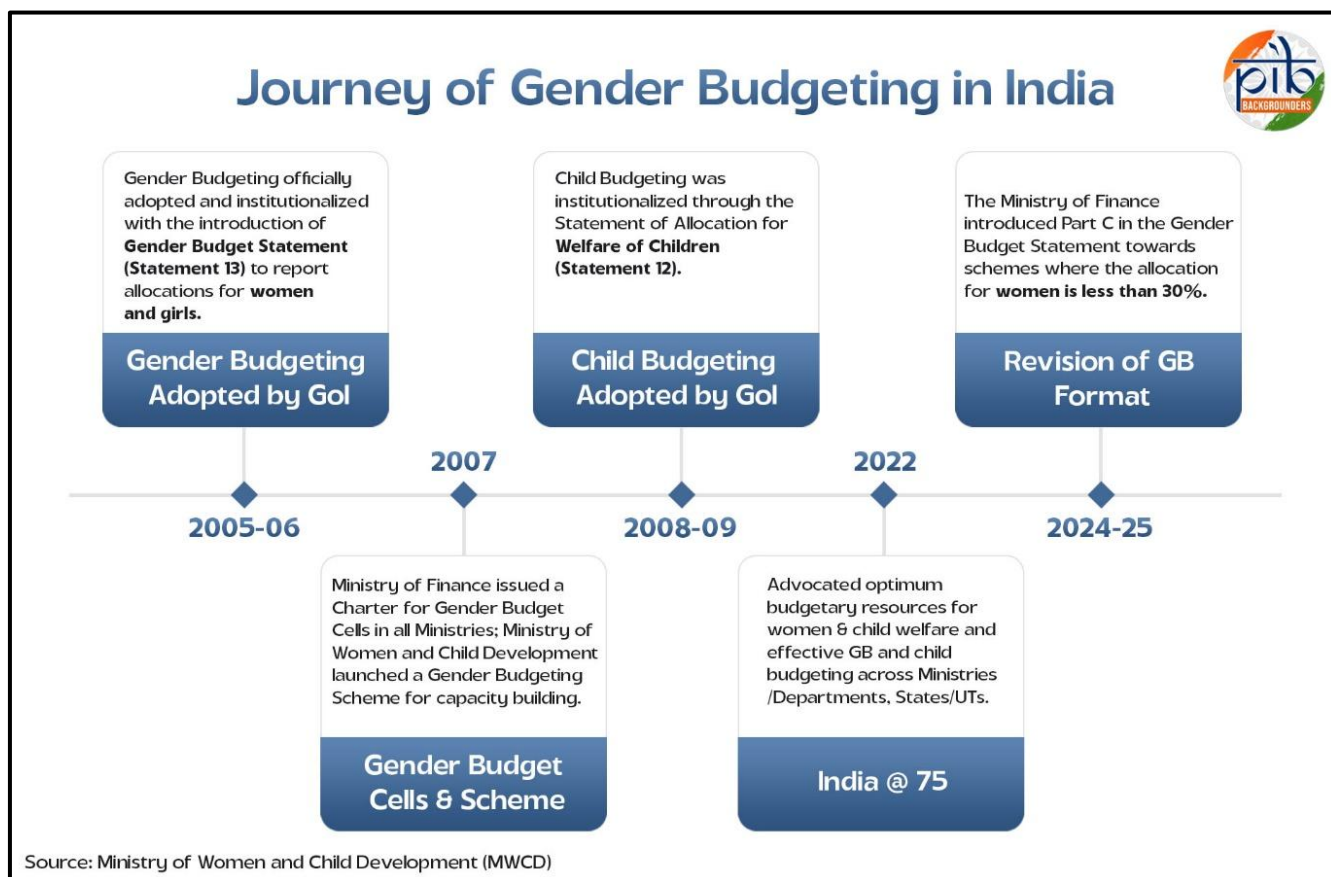 Journey of Gender Budgeting in India
pib
BACKGROUNDERS
Gender Budgeting officially
adopted and institutionalized
with the introduction of
Gender Budget Statement
(Statement 13) to report
allocations for women
and girls.
Gender Budgeting
Adopted by GoI
2005-06
2007
Ministry of Finance issued a
Charter for Gender Budget
Cells in all Ministries; Ministry of
Women and Child Development
launched a Gender Budgeting
Scheme for capacity building.
Gender Budget
Cells & Scheme
Child Budgeting was
institutionalized through the
Statement of Allocation for
Welfare of Children
(Statement 12).
Child Budgeting
Adopted by GoI
2008-09
2022
Advocated optimum
budgetary resources for
women & child welfare and
effective GB and child
budgeting across Ministries
/Departments, States/UTs.
India @ 75
The Ministry of Finance
introduced Part C in the Gender
Budget Statement towards
schemes where the allocation
for women is less than 30%.
Revision of GB
Format
2024-25
Source: Ministry of Women and Child Development (MWCD)